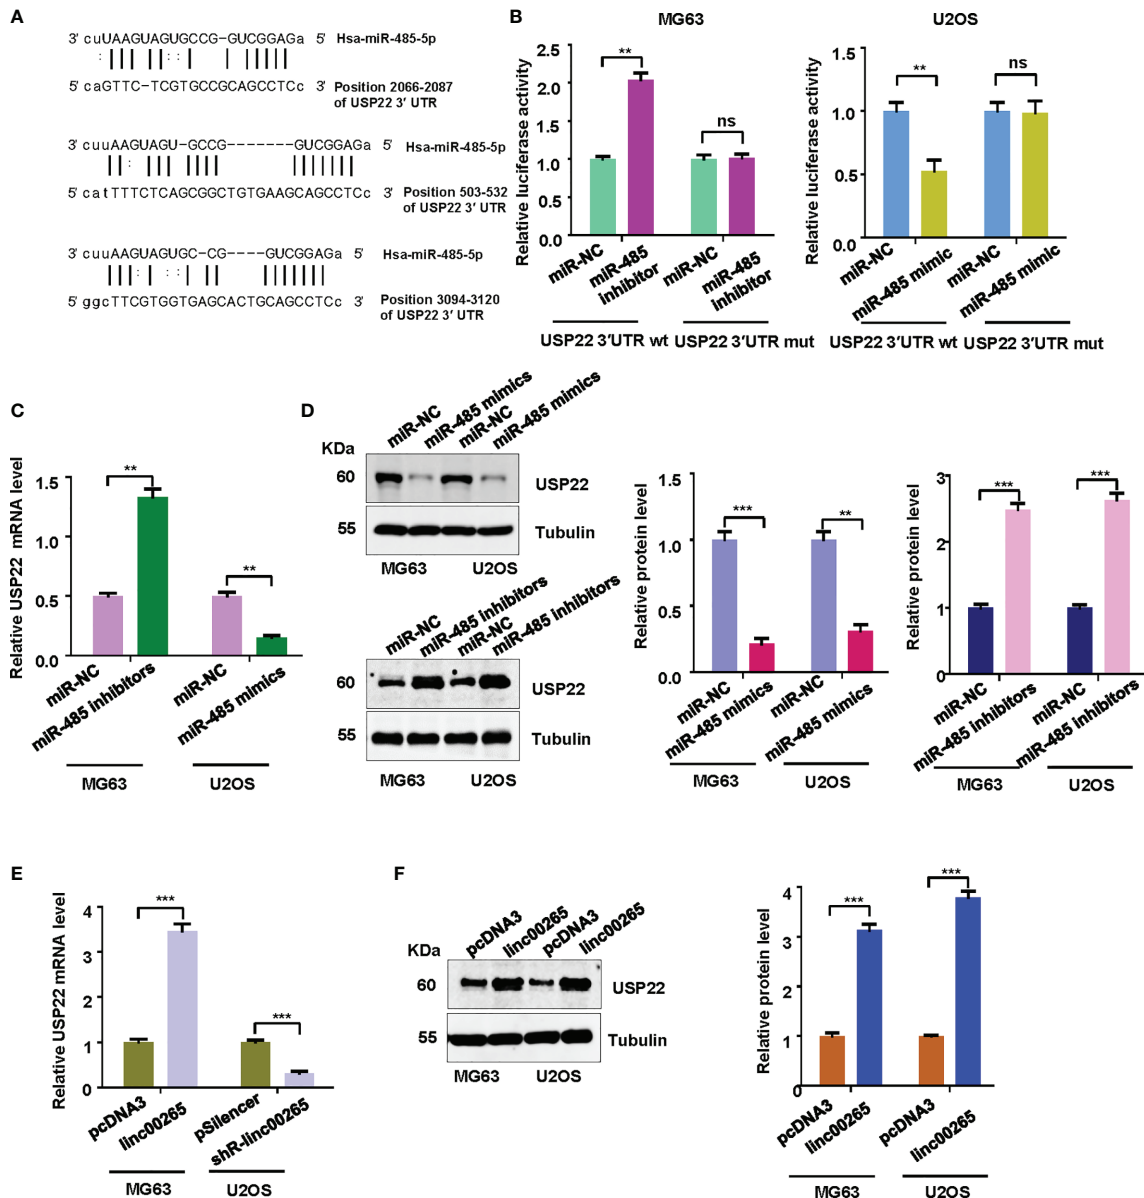 A
3' cuUAAGUAGUGCCG-GUCGGAGa 5' Hsa-miR-485-5p
5' caGTTC-TCGTGCCGCAGCCTCc 3' Position 2066-2087
of USP22 3' UTR
3' cuuAAGUAGU-GCCG-------GUCGGAGa 5' Hsa-miR-485-5p
5' catTTTCTCAGCGGCTGTGAAGCAGCCTCc 3' Position 503-532
of USP22 3' UTR
3' cuuAAGUAGUGC-CG----GUCGGAGa 5' Hsa-miR-485-5p
5' ggcTTCGTGGTGAGCACTGCAGCCTCc 3' Position 3094-3120
of USP22 3' UTR
B
MG63
Relative luciferase activity
2.5
2.0
1.5
1.0
0.5
0.0
**
ns
miR-NC
miR-485 inhibitor
miR-NC
miR-485 inhibitor
USP22 3'UTR wt
USP22 3'UTR mut
U2OS
Relative luciferase activity
1.5
1.0
0.5
0.0
**
ns
miR-NC
miR-485 mimic
miR-NC
miR-485 mimic
USP22 3'UTR wt
USP22 3'UTR mut
C
Relative USP22 mRNA level
1.5
1.0
0.5
0.0
**
**
miR-NC
miR-485 inhibitors
miR-NC
miR-485 mimics
MG63
U2OS
D
miR-NC
miR-485 mimics
miR-NC
miR-485 mimics
KDa
60
USP22
55
Tubulin
MG63
U2OS
miR-NC
miR-485 inhibitors
miR-NC
miR-485 inhibitors
60
USP22
55
Tubulin
MG63
U2OS
Relative protein level
1.5
1.0
0.5
0.0
***
**
miR-NC
miR-485 mimics
miR-NC
miR-485 mimics
MG63
U2OS
Relative protein level
3
2
1
0
***
***
miR-NC
miR-485 inhibitors
miR-NC
miR-485 inhibitors
MG63
U2OS
E
Relative USP22 mRNA level
4
3
2
1
0
***
***
pcDNA3
linc00265
pSilencer
shR-linc00265
MG63
U2OS
F
pcDNA3
linc00265
pcDNA3
linc00265
KDa
60
USP22
55
Tubulin
MG63
U2OS
Relative protein level
4
3
2
1
0
***
***
pcDNA3
linc00265
pcDNA3
linc00265
MG63
U2OS